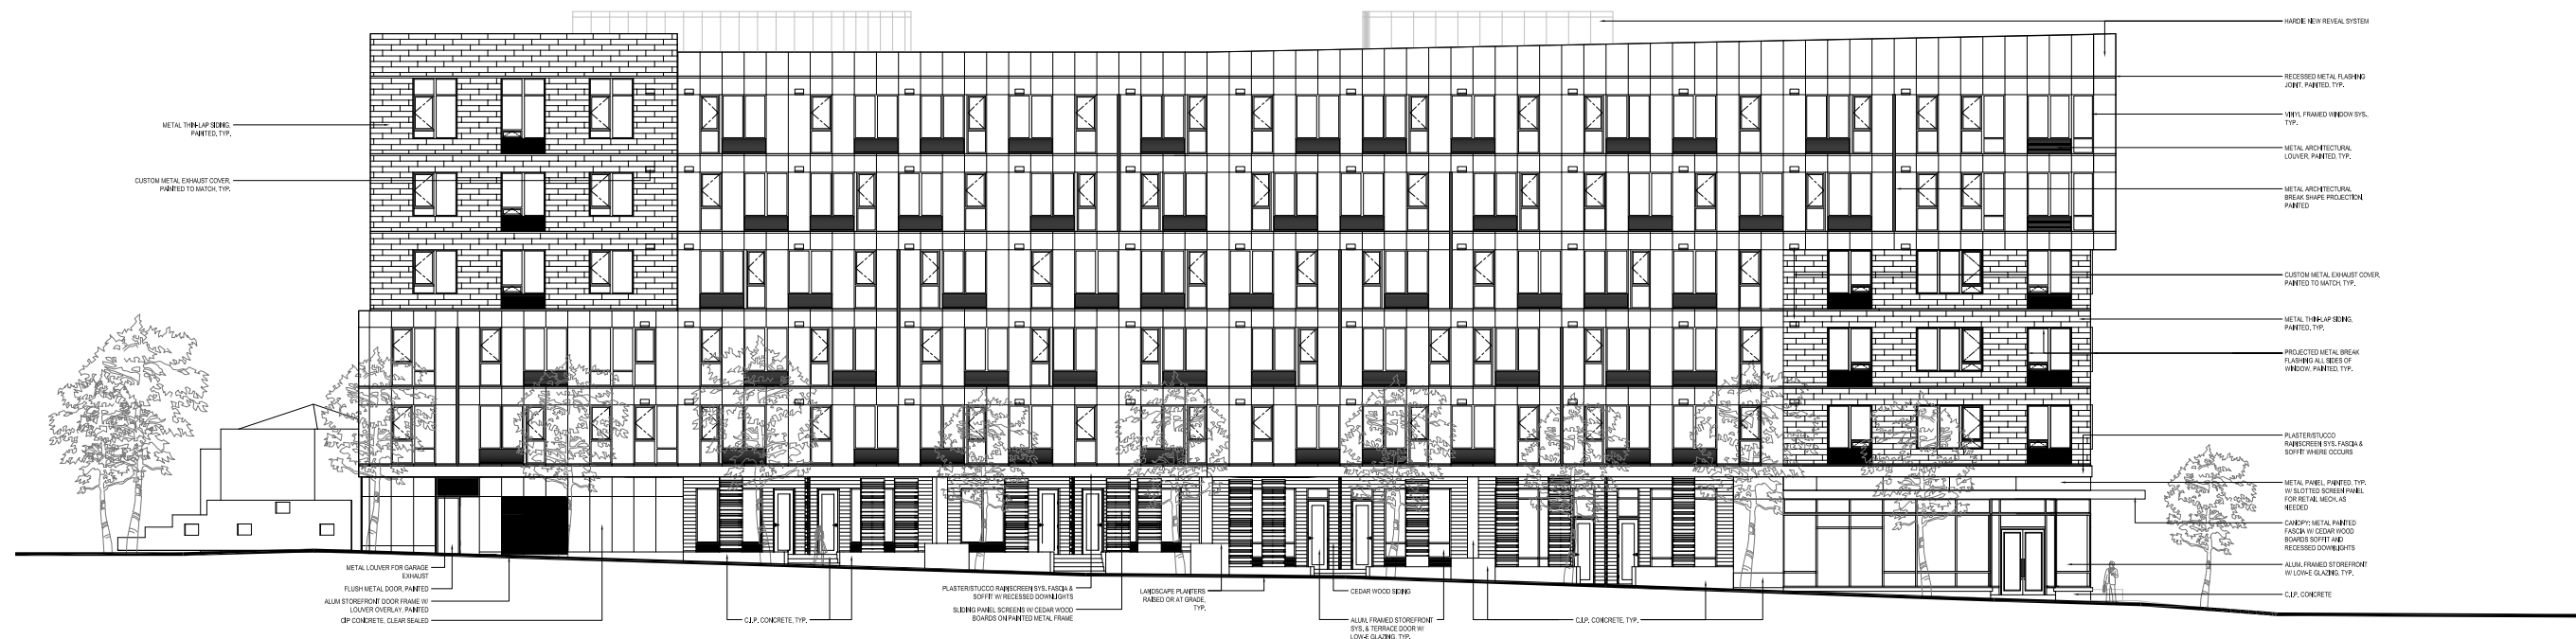 METAL THIN-LAP SIDING,
PAINTED, TYP.
CUSTOM METAL EXHAUST COVER,
PAINTED TO MATCH, TYP.
METAL LOUVER FOR GARAGE
EXHAUST
FLUSH METAL DOOR, PAINTED
ALUM STOREFRONT DOOR FRAME W/
LOUVER OVERLAY, PAINTED
CIP CONCRETE, CLEAR SEALED
C.I.P. CONCRETE, TYP.
PLASTER/STUCCO RAINSCREEN SYS. FASCIA &
SOFFIT W/ RECESSED DOWNLIGHTS
SLIDING PANEL SCREENS W/ CEDAR WOOD
BOARDS ON PAINTED METAL FRAME
LANDSCAPE PLANTERS
RAISED OR AT GRADE,
TYP.
CEDAR WOOD SIDING
ALUM. FRAMED STOREFRONT
SYS. & TERRACE DOOR W/
LOW-E GLAZING, TYP.
C.I.P. CONCRETE, TYP.
HARDIE NEW REVEAL SYSTEM
RECESSED METAL FLASHING
JOINT, PAINTED, TYP.
VINYL FRAMED WINDOW SYS.,
TYP.
METAL ARCHITECTURAL
LOUVER, PAINTED, TYP.
METAL ARCHITECTURAL
BREAK SHAPE PROJECTION,
PAINTED
CUSTOM METAL EXHAUST COVER,
PAINTED TO MATCH, TYP.
METAL THIN-LAP SIDING,
PAINTED, TYP.
PROJECTED METAL BREAK
FLASHING ALL SIDES OF
WINDOW, PAINTED, TYP.
PLASTER/STUCCO
RAINSCREEN SYS. FASCIA &
SOFFIT WHERE OCCURS
METAL PANEL, PAINTED, TYP.
W/ SLOTTED SCREEN PANEL
FOR RETAIL MECH. AS
NEEDED
CANOPY: METAL PAINTED
FASCIA W/ CEDAR WOOD
BOARDS SOFFIT AND
RECESSED DOWNLIGHTS
ALUM. FRAMED STOREFRONT
W/ LOW-E GLAZING, TYP.
C.I.P. CONCRETE